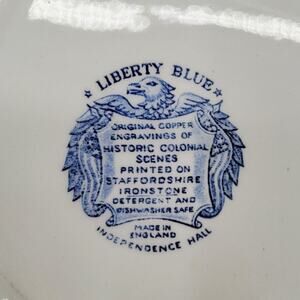 LIBERTY BLUE
ORIGINAL COPPER
ENGRAVINGS OF
HISTORIC COLONIAL
SCENES
PRINTED ON
STAFFORDSHIRE
IRONSTONE
DETERGENT AND
DISHWASHER SAFE
MADE IN
ENGLAND
INDEPENDENCE HALL